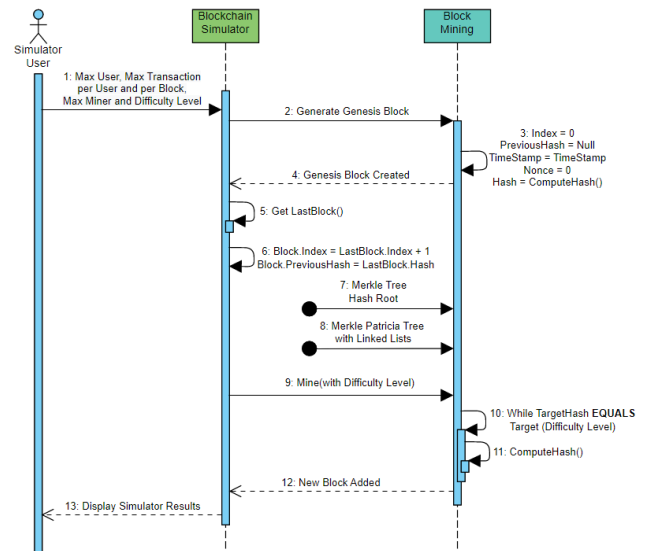 Blockchain
Simulator
Block
Mining
Simulator
User
1: Max User, Max Transaction
per User and per Block,
Max Miner and Difficulty Level
2: Generate Genesis Block
3: Index = 0
PreviousHash = Null
TimeStamp = TimeStamp
Nonce = 0
Hash = ComputeHash()
4: Genesis Block Created
5: Get LastBlock()
6: Block.Index = LastBlock.Index + 1
Block.PreviousHash = LastBlock.Hash
7: Merkle Tree
Hash Root
8: Merkle Patricia Tree
with Linked Lists
9: Mine(with Difficulty Level)
10: While TargetHash EQUALS
Target (Difficulty Level)
11: ComputeHash()
12: New Block Added
13: Display Simulator Results